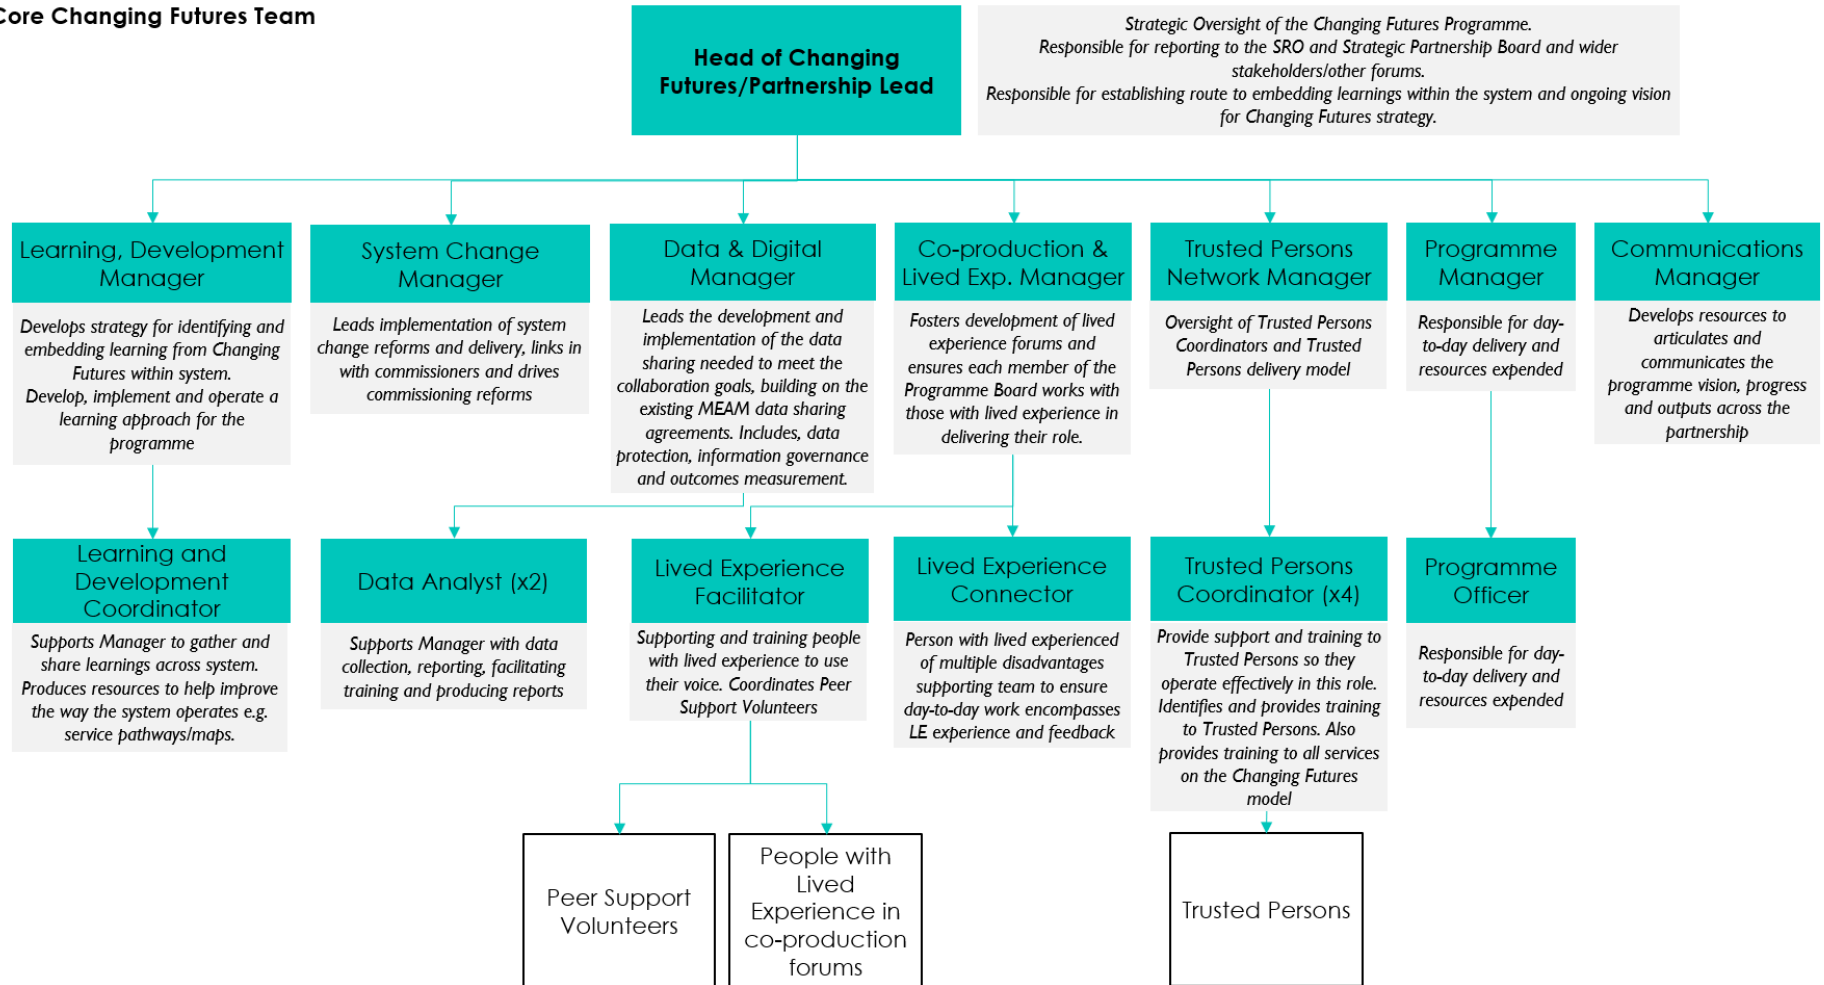 Core Changing Futures Team
Head of Changing
Futures/Partnership Lead
Strategic Oversight of the Changing Futures Programme.
Responsible for reporting to the SRO and Strategic Partnership Board and wider
stakeholders/other forums.
Responsible for establishing route to embedding learnings within the system and ongoing vision
for Changing Futures strategy.
Learning, Development
Manager
Develops strategy for identifying and
embedding learning from Changing
Futures within system.
Develop, implement and operate a
learning approach for the
programme
System Change
Manager
Leads implementation of system
change reforms and delivery, links in
with commissioners and drives
commissioning reforms
Data & Digital
Manager
Leads the development and
implementation of the data
sharing needed to meet the
collaboration goals, building on the
existing MEAM data sharing
agreements. Includes, data
protection, information governance
and outcomes measurement.
Co-production &
Lived Exp. Manager
Fosters development of lived
experience forums and
ensures each member of the
Programme Board works with
those with lived experience in
delivering their role.
Trusted Persons
Network Manager
Oversight of Trusted Persons
Coordinators and Trusted
Persons delivery model
Programme
Manager
Responsible for day-
to-day delivery and
resources expended
Communications
Manager
Develops resources to
articulates and
communicates the
programme vision, progress
and outputs across the
partnership
Learning and
Development
Coordinator
Supports Manager to gather and
share learnings across system.
Produces resources to help improve
the way the system operates e.g.
service pathways/maps.
Data Analyst (x2)
Supports Manager with data
collection, reporting, facilitating
training and producing reports
Lived Experience
Facilitator
Supporting and training people
with lived experience to use
their voice. Coordinates Peer
Support Volunteers
Lived Experience
Connector
Person with lived experienced
of multiple disadvantages
supporting team to ensure
day-to-day work encompasses
LE experience and feedback
Trusted Persons
Coordinator (x4)
Provide support and training to
Trusted Persons so they
operate effectively in this role.
Identifies and provides training
to Trusted Persons. Also
provides training to all services
on the Changing Futures
model
Programme
Officer
Responsible for day-
to-day delivery and
resources expended
Peer Support
Volunteers
People with
Lived
Experience in
co-production
forums
Trusted Persons